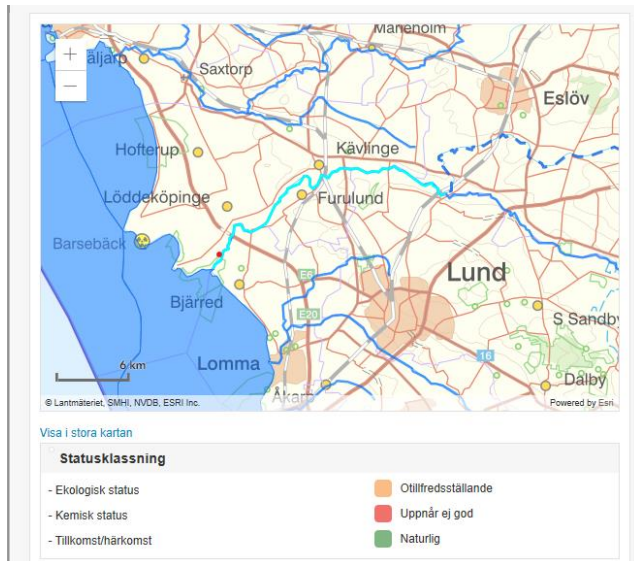 Marieholm
+
äljarp
Saxtorp
−
Eslöv
Kävlinge
Hofterup
Löddeköpinge
Furulund
Barsebäck
E6
Lund
Bjärred
E20
S Sandby
Lomma
16
6 km
Dalby
Åkarp
© Lantmäteriet, SMHI, NVDB, ESRI Inc.
Powered by Esri
Visa i stora kartan
Statusklassning
- Ekologisk status
Otillfredsställande
- Kemisk status
Uppnår ej god
- Tillkomst/härkomst
Naturlig